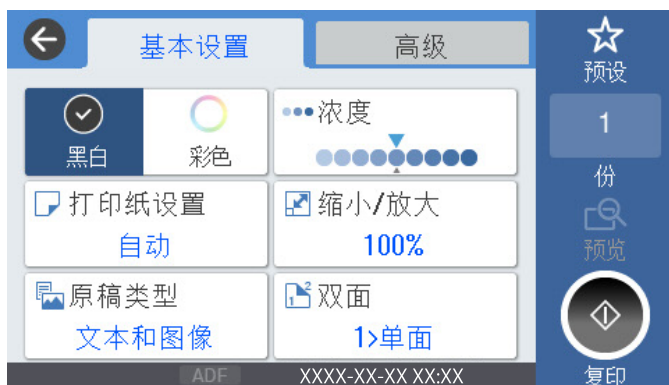 基本设置
高级
预设
黑白
彩色
浓度
1
份
打印纸设置
自动
缩小/放大
100%
预览
原稿类型
文本和图像
双面
1>单面
ADF
XXXX-XX-XX XX:XX
复印